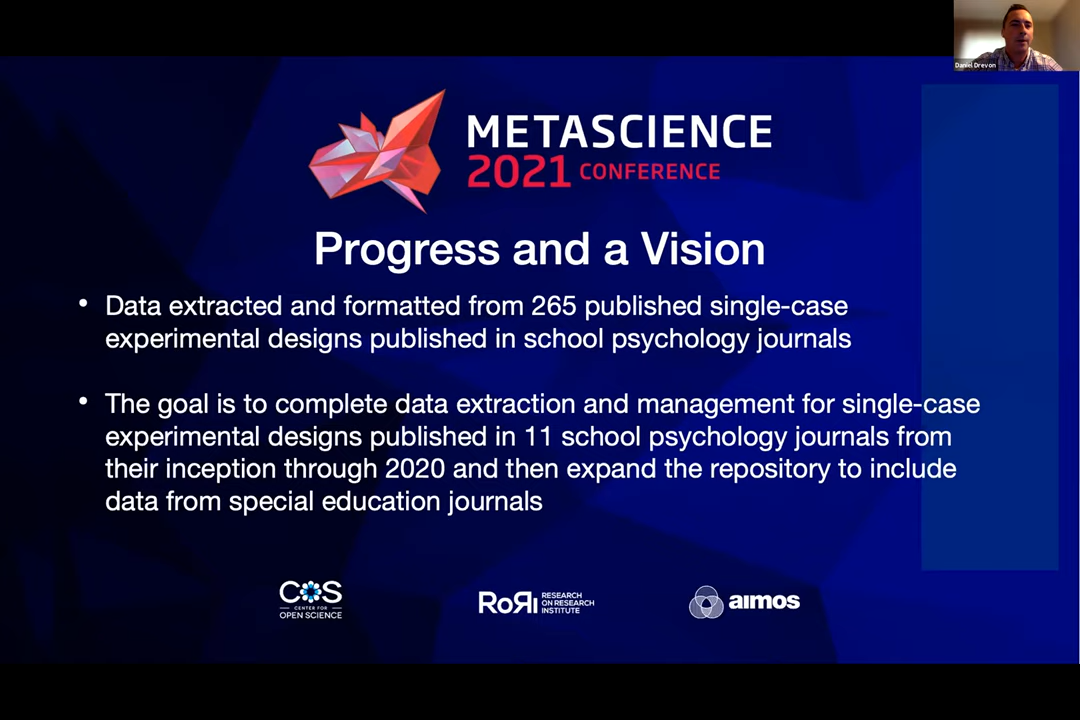 Daniel Drevon
METASCIENCE
2021 CONFERENCE
Progress and a Vision
• Data extracted and formatted from 265 published single-case
experimental designs published in school psychology journals
• The goal is to complete data extraction and management for single-case
experimental designs published in 11 school psychology journals from
their inception through 2020 and then expand the repository to include
data from special education journals
COS
CENTER FOR
OPEN SCIENCE
RoRI
RESEARCH
ON RESEARCH
INSTITUTE
aimos